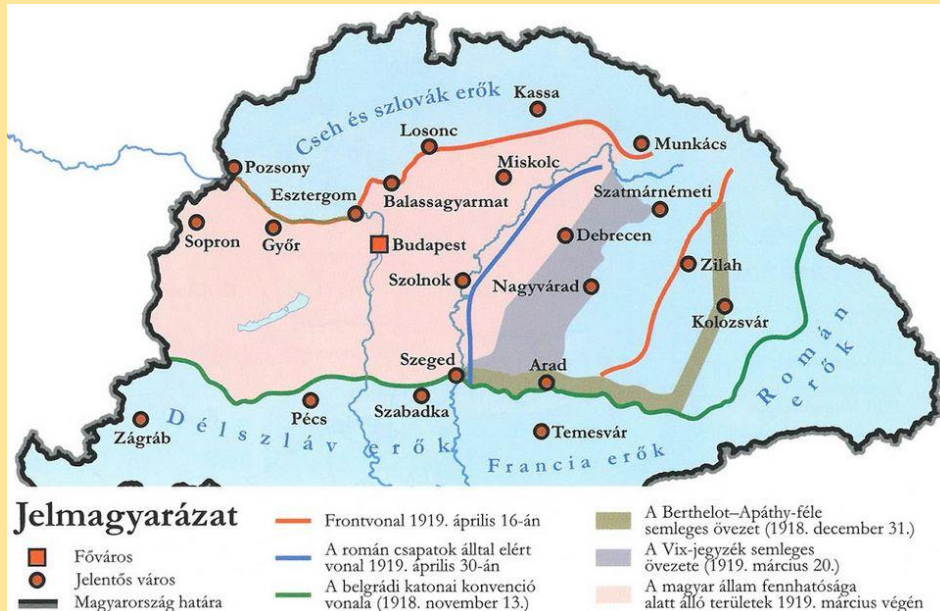 Cseh és szlovák erők
Kassa
Losonc
Munkács
Pozsony
Miskolc
Esztergom
Balassagyarmat
Szatmárnémeti
Sopron
Győr
Budapest
Debrecen
Zilah
Szolnok
Nagyvárad
Kolozsvár
Szeged
Arad
Román
erők
Pécs
Szabadka
Zágráb
Délszláv erők
Temesvár
Francia erők
Jelmagyarázat
Főváros
Jelentős város
Magyarország határa
Frontvonal 1919. április 16-án
A román csapatok álltal elért
vonal 1919. április 30-án
A belgrádi katonai konvenció
vonala (1918. november 13.)
A Berthelot–Apáthy-féle
semleges övezet (1918. december 31.)
A Vix-jegyzék semleges
övezete (1919. március 20.)
A magyar állam fennhatósága
alatt álló területek 1919. március végén